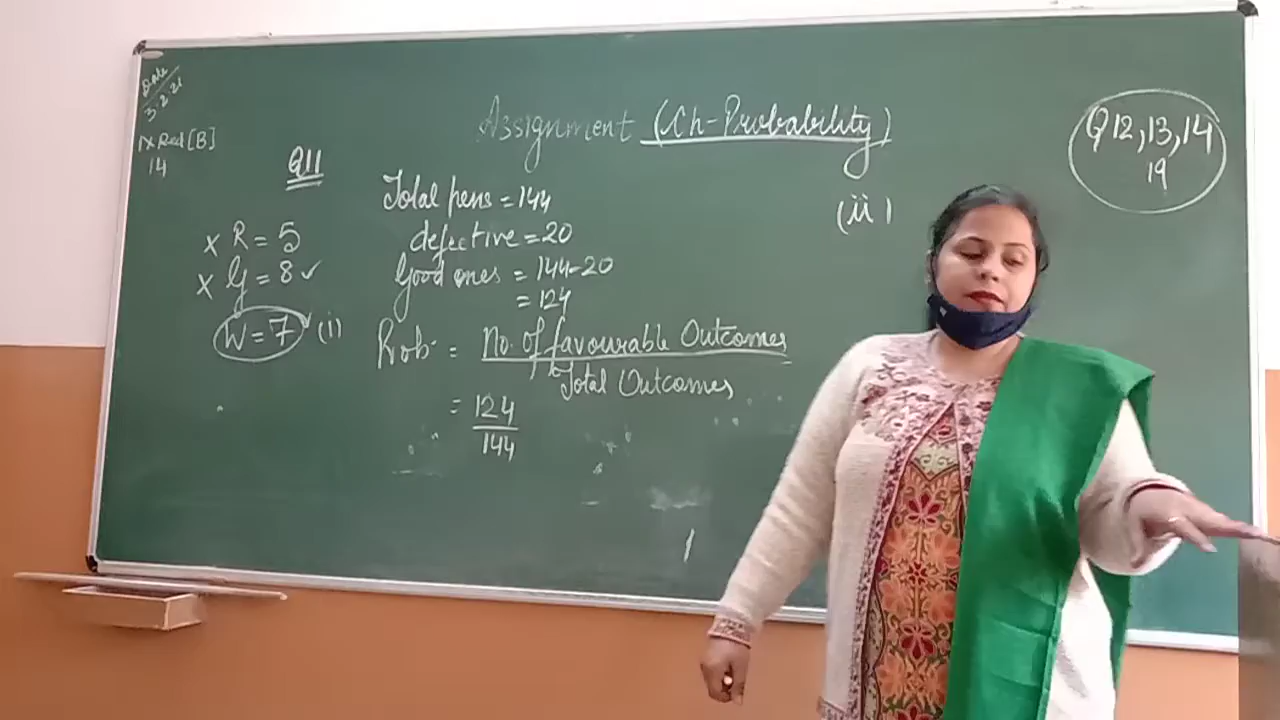 Date
3.2.21
IX Red [B]
14
Assignment (Ch-Probability)
Q12,13,14
19
Q11
X R = 5
X G = 8 ✓
W = 7 (i)
Total pens = 144
defective = 20
Good ones = 144-20
= 124
Prob. = No. of favourable Outcomes
Total Outcomes
= 124
144
(ii)